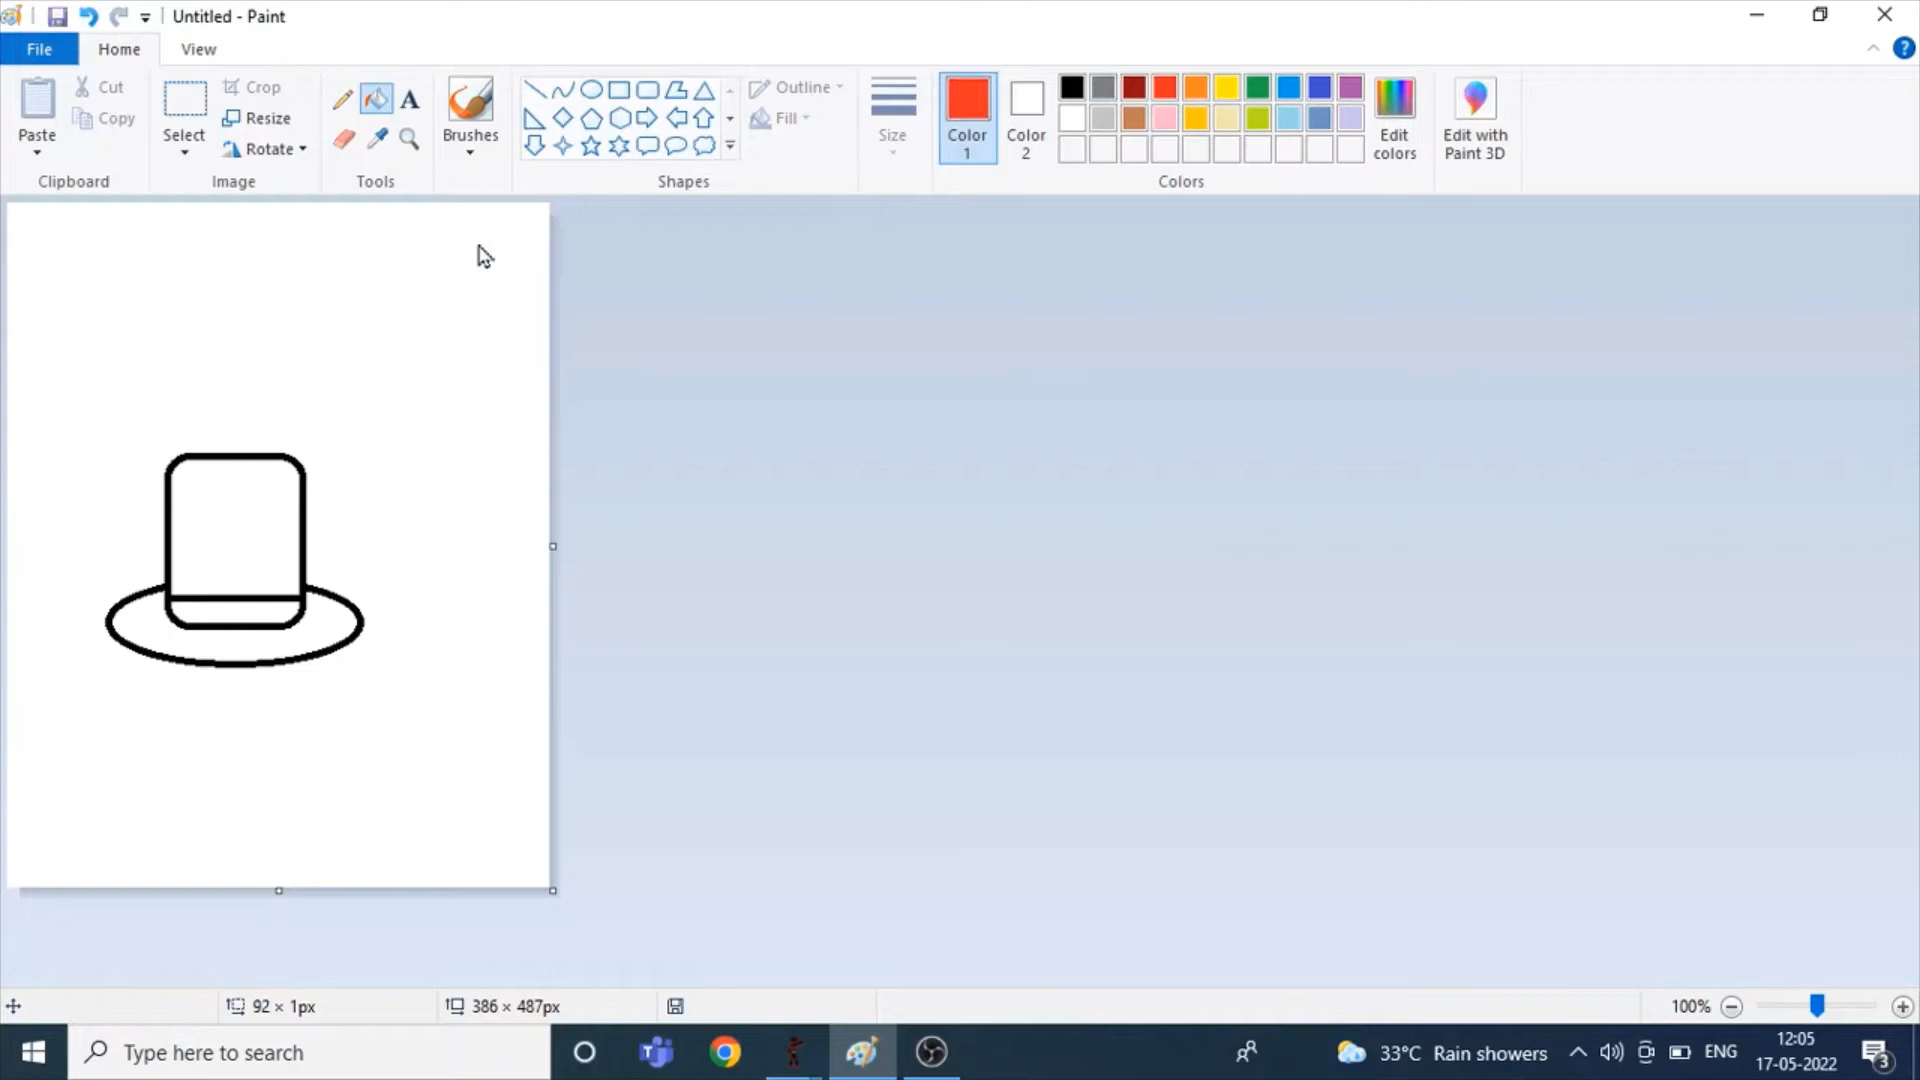 Untitled - Paint
File Home View
Paste Cut Copy
Clipboard
Select Crop Resize Rotate
Image
A
Tools
Brushes
Shapes
Outline
Fill
Size
Color 1
Color 2
Edit colors
Colors
Edit with Paint 3D
?
92 × 1px
386 × 487px
100%
Type here to search
33°C Rain showers
ENG
12:05
17-05-2022
3